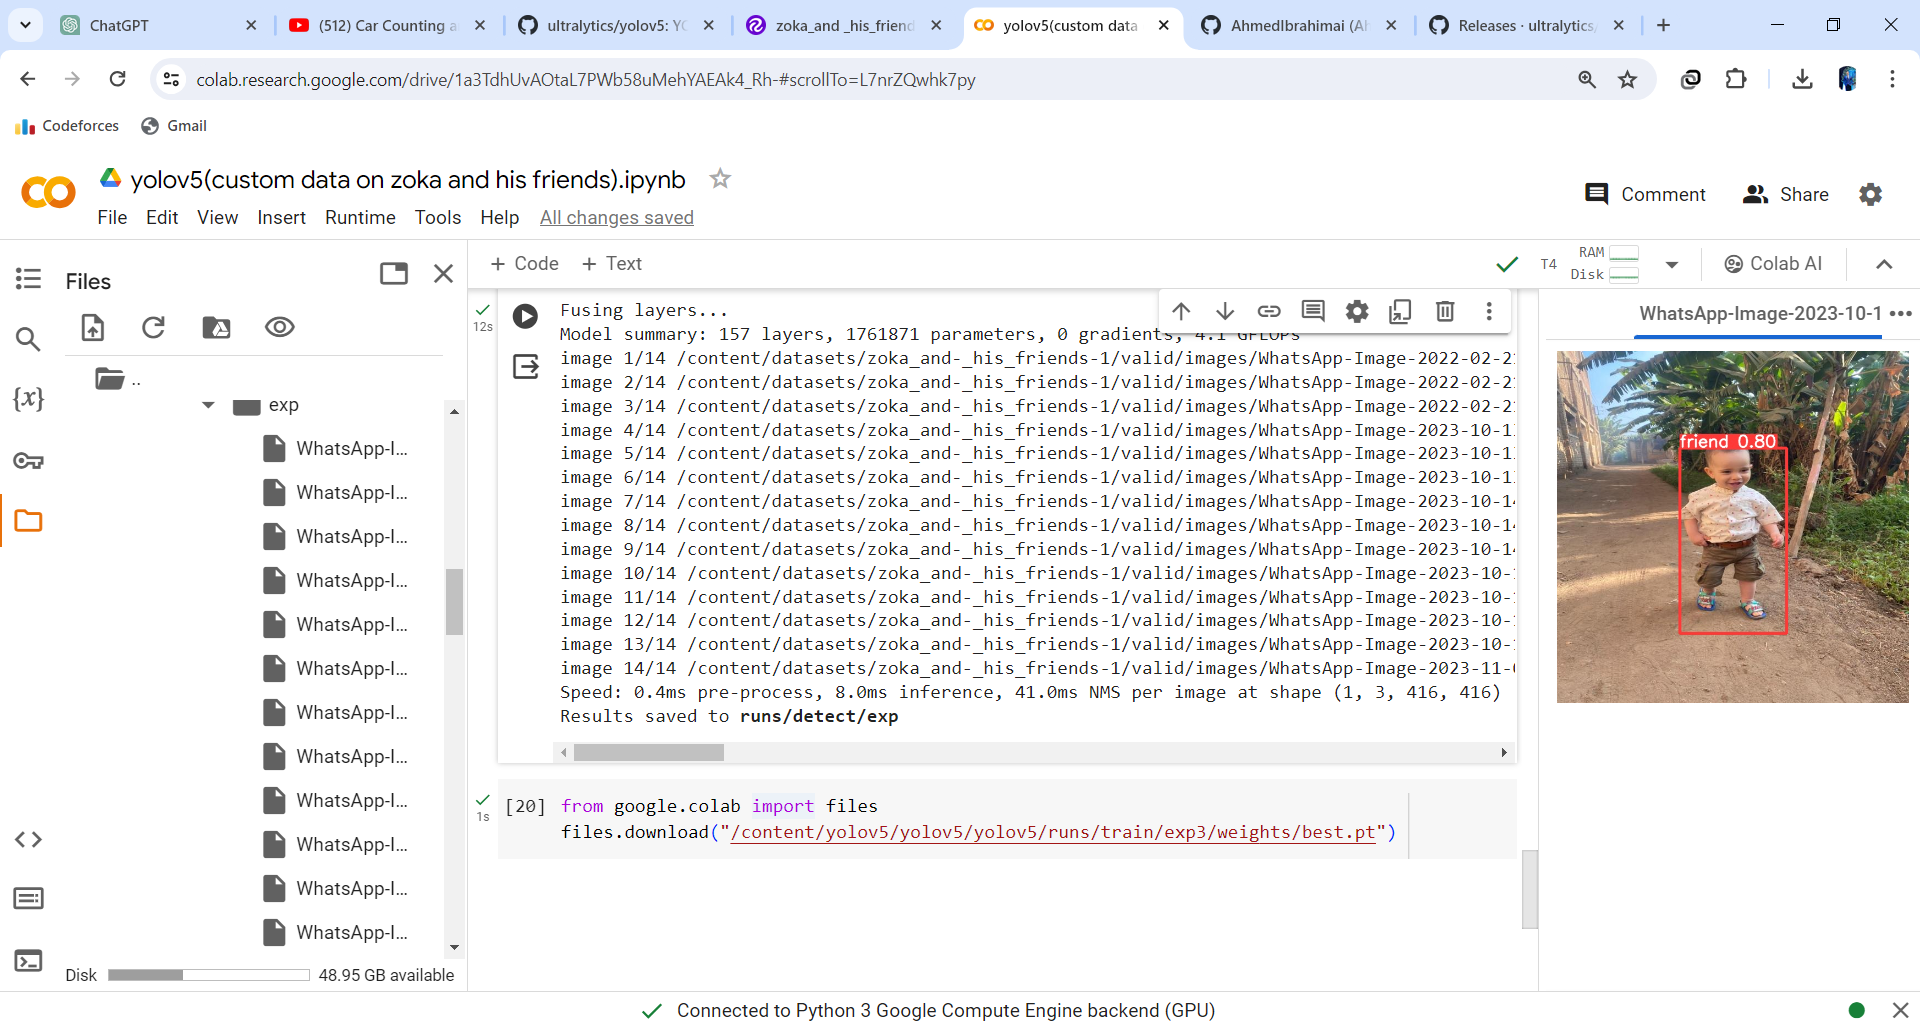 ChatGPT
(512) Car Counting a
ultralytics/yolov5: YO
zoka_and _his_friend
yolov5(custom data
AhmedIbrahimai (Ah
Releases · ultralytics/
colab.research.google.com/drive/1a3TdhUvAOtaL7PWb58uMehYAEAk4_Rh-#scrollTo=L7nrZQwhk7py
Codeforces
Gmail
yolov5(custom data on zoka and his friends).ipynb
Comment
Share
File Edit View Insert Runtime Tools Help All changes saved
Files
+ Code + Text
T4
RAM
Disk
Colab AI
..
exp
WhatsApp-I...
WhatsApp-I...
WhatsApp-I...
WhatsApp-I...
WhatsApp-I...
WhatsApp-I...
WhatsApp-I...
WhatsApp-I...
WhatsApp-I...
WhatsApp-I...
WhatsApp-I...
WhatsApp-I...
Disk
48.95 GB available
{x}
12s
Fusing layers...
Model summary: 157 layers, 1761871 parameters, 0 gradients, 4.1 GFLOPs
image 1/14 /content/datasets/zoka_and-_his_friends-1/valid/images/WhatsApp-Image-2022-02-21
image 2/14 /content/datasets/zoka_and-_his_friends-1/valid/images/WhatsApp-Image-2022-02-21
image 3/14 /content/datasets/zoka_and-_his_friends-1/valid/images/WhatsApp-Image-2022-02-21
image 4/14 /content/datasets/zoka_and-_his_friends-1/valid/images/WhatsApp-Image-2023-10-11
image 5/14 /content/datasets/zoka_and-_his_friends-1/valid/images/WhatsApp-Image-2023-10-11
image 6/14 /content/datasets/zoka_and-_his_friends-1/valid/images/WhatsApp-Image-2023-10-11
image 7/14 /content/datasets/zoka_and-_his_friends-1/valid/images/WhatsApp-Image-2023-10-14
image 8/14 /content/datasets/zoka_and-_his_friends-1/valid/images/WhatsApp-Image-2023-10-14
image 9/14 /content/datasets/zoka_and-_his_friends-1/valid/images/WhatsApp-Image-2023-10-14
image 10/14 /content/datasets/zoka_and-_his_friends-1/valid/images/WhatsApp-Image-2023-10-
image 11/14 /content/datasets/zoka_and-_his_friends-1/valid/images/WhatsApp-Image-2023-10-
image 12/14 /content/datasets/zoka_and-_his_friends-1/valid/images/WhatsApp-Image-2023-10-
image 13/14 /content/datasets/zoka_and-_his_friends-1/valid/images/WhatsApp-Image-2023-10-
image 14/14 /content/datasets/zoka_and-_his_friends-1/valid/images/WhatsApp-Image-2023-11-
Speed: 0.4ms pre-process, 8.0ms inference, 41.0ms NMS per image at shape (1, 3, 416, 416)
Results saved to runs/detect/exp
1s
[20] from google.colab import files
files.download("/content/yolov5/yolov5/yolov5/runs/train/exp3/weights/best.pt")
WhatsApp-Image-2023-10-1
friend 0.80
Connected to Python 3 Google Compute Engine backend (GPU)